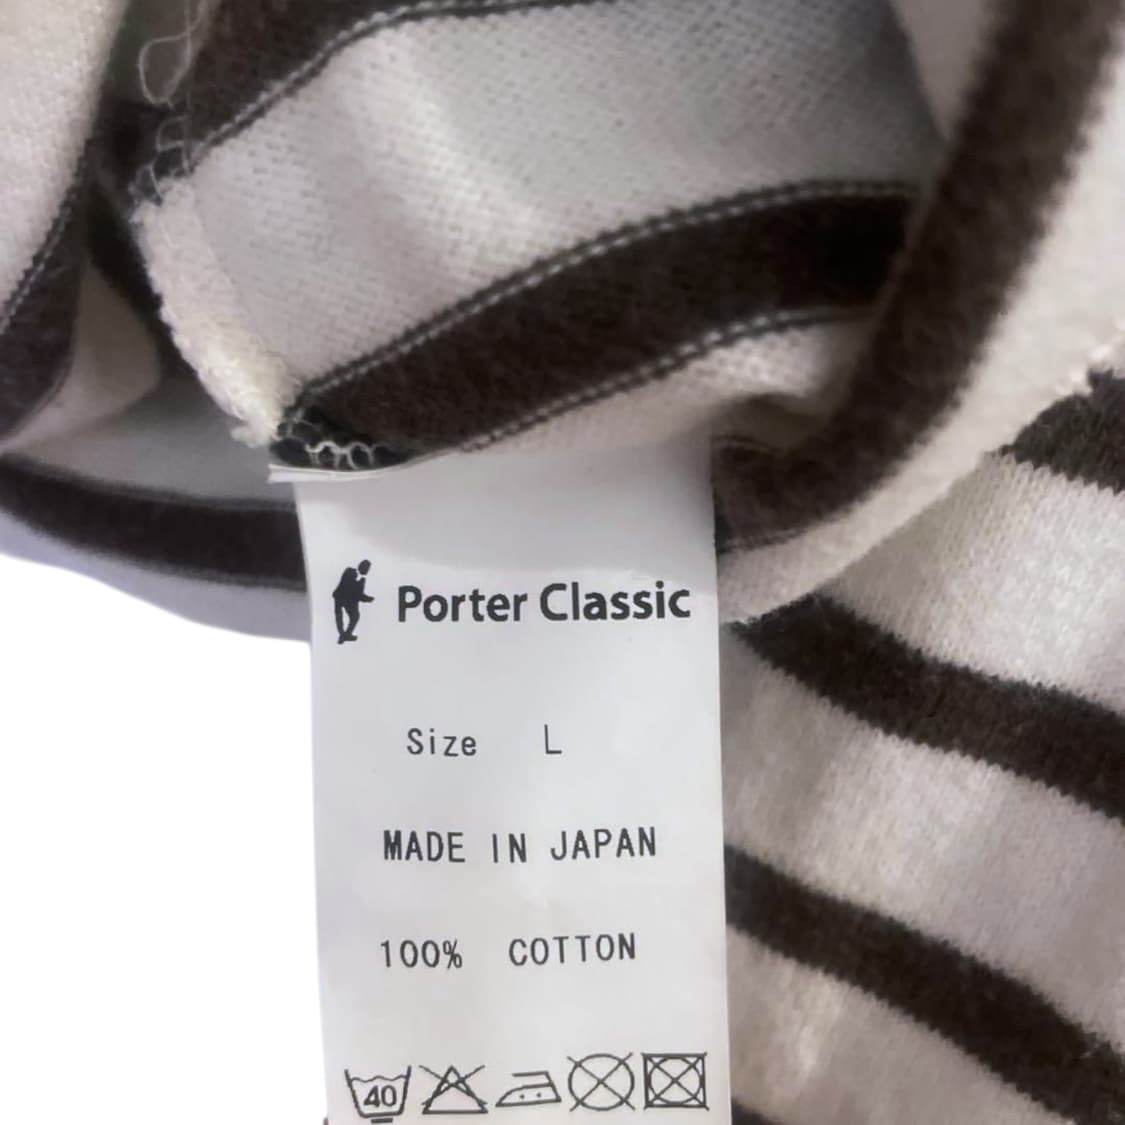 Porter Classic
Size L
MADE IN JAPAN
100% COTTON
40